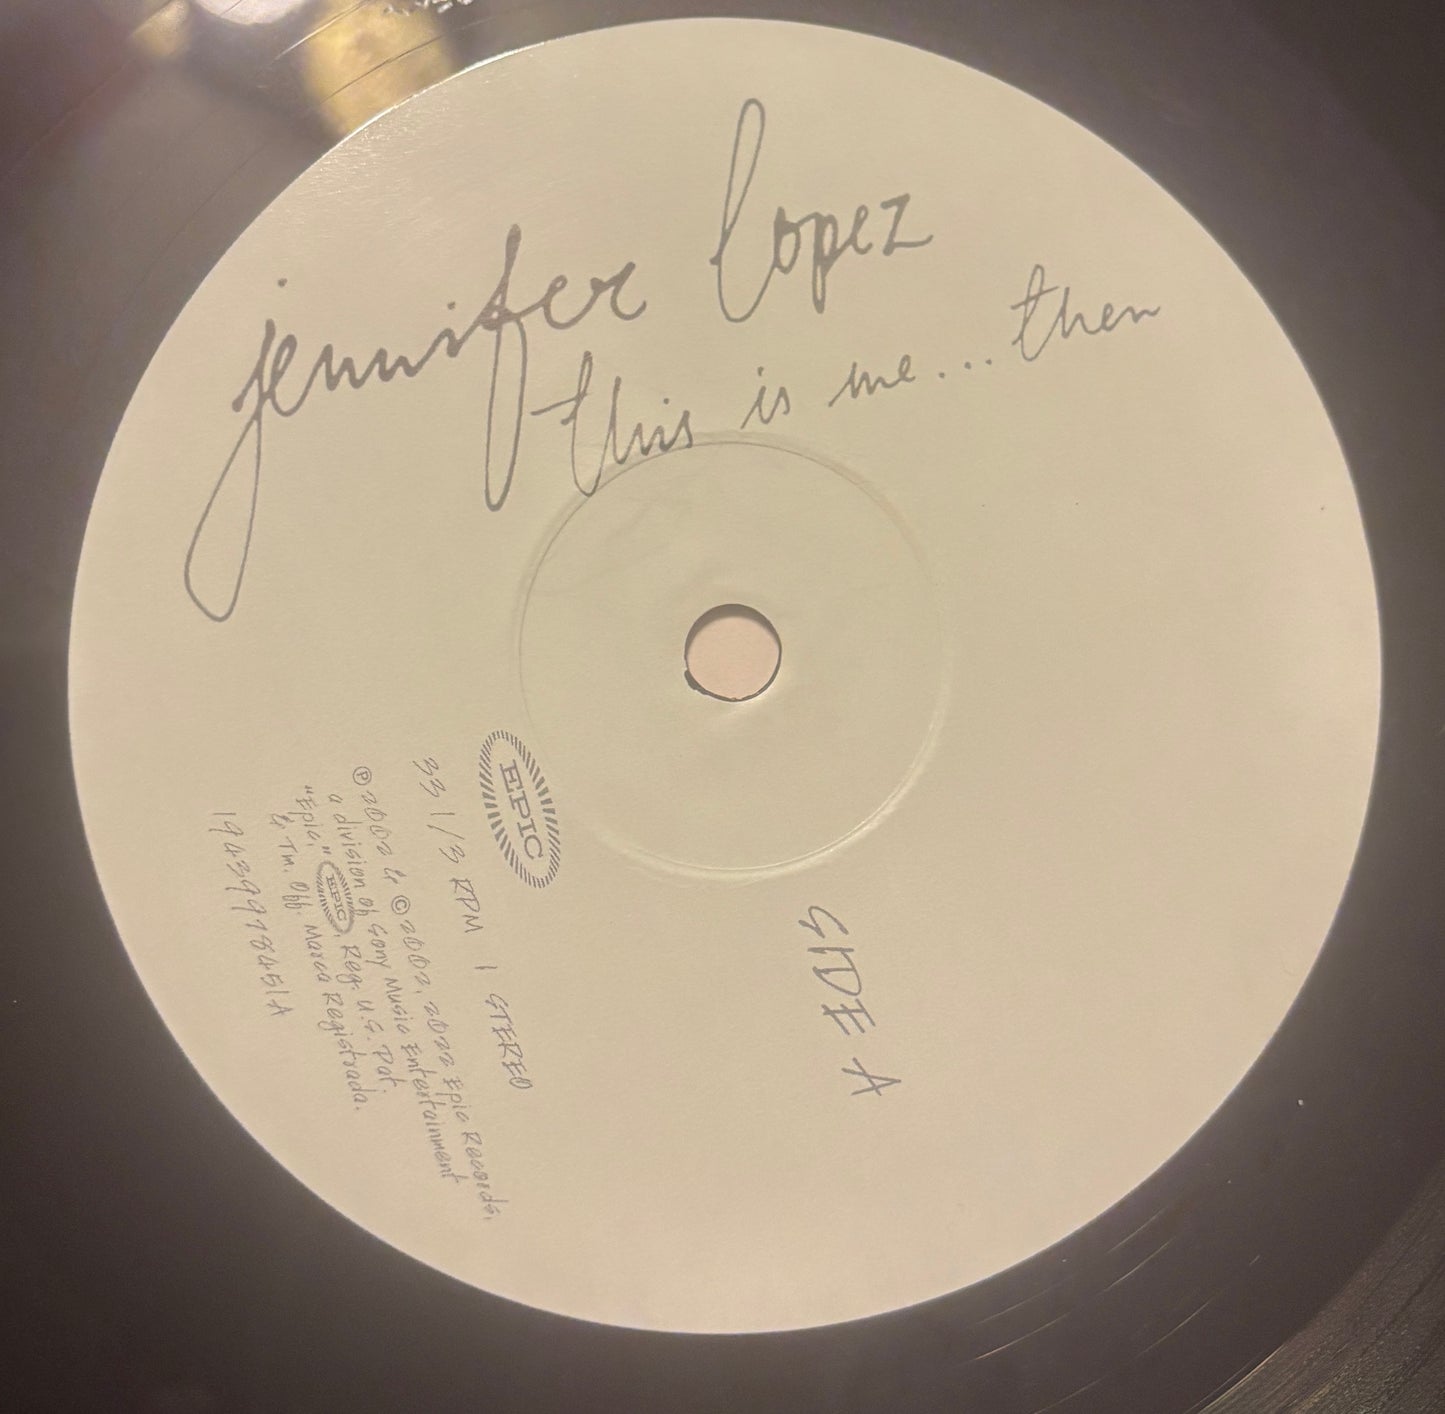 jennifer lopez
this is me... then
EPIC
33 1/3 RPM | STEREO
℗ 2002 & © 2002, 2022 Epic Records,
a division of Sony Music Entertainment
"Epic," EPIC, Reg. U.S. Pat.
& Tm. Off. Marca Registrada.
19439978451A
SIDE A